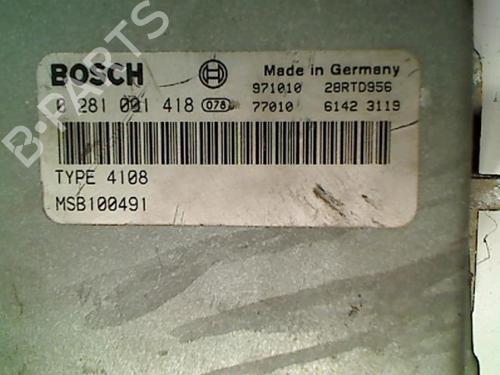 B-PARTS
BOSCH Made in Germany
0 281 001 418 078 971010 28RTD956
77010 6142 3119
TYPE 4108
MSB100491